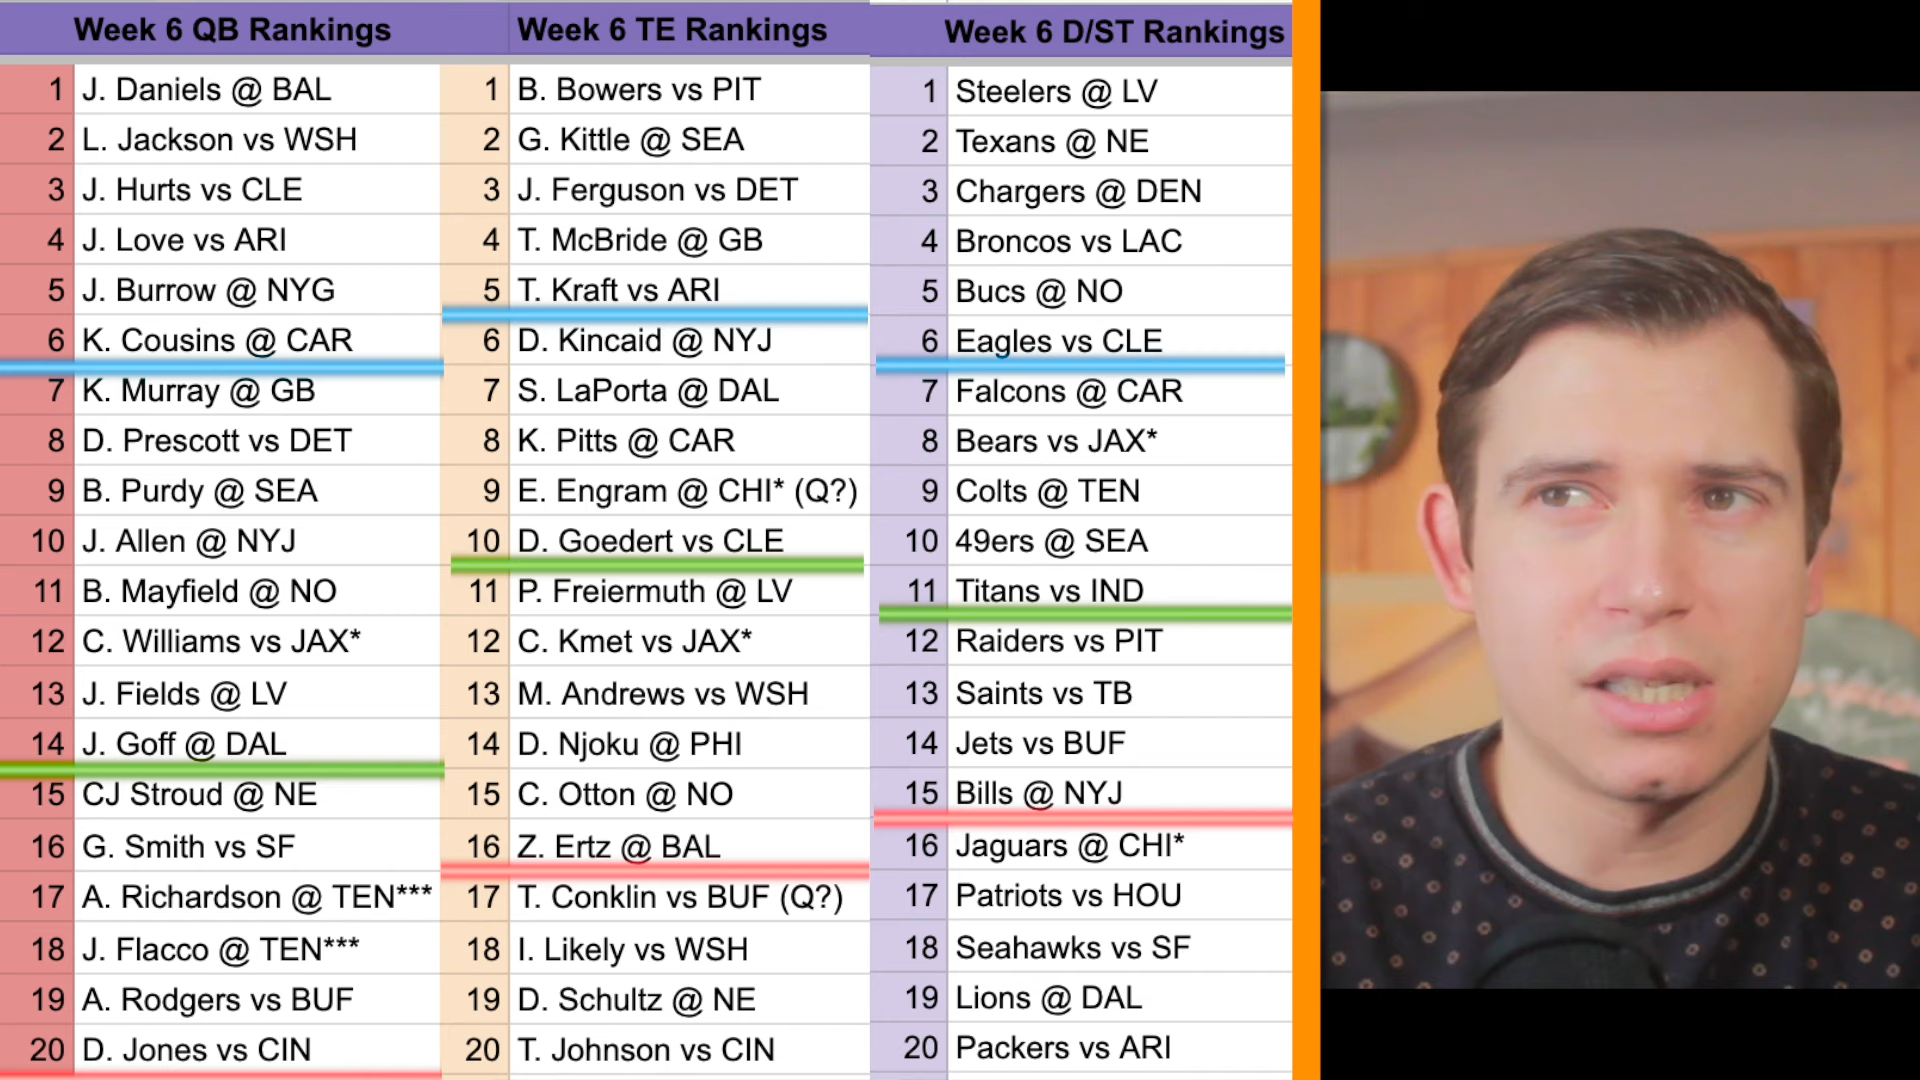 Week 6 QB Rankings
1 J. Daniels @ BAL
2 L. Jackson vs WSH
3 J. Hurts vs CLE
4 J. Love vs ARI
5 J. Burrow @ NYG
6 K. Cousins @ CAR
7 K. Murray @ GB
8 D. Prescott vs DET
9 B. Purdy @ SEA
10 J. Allen @ NYJ
11 B. Mayfield @ NO
12 C. Williams vs JAX*
13 J. Fields @ LV
14 J. Goff @ DAL
15 CJ Stroud @ NE
16 G. Smith vs SF
17 A. Richardson @ TEN***
18 J. Flacco @ TEN***
19 A. Rodgers vs BUF
20 D. Jones vs CIN
Week 6 TE Rankings
1 B. Bowers vs PIT
2 G. Kittle @ SEA
3 J. Ferguson vs DET
4 T. McBride @ GB
5 T. Kraft vs ARI
6 D. Kincaid @ NYJ
7 S. LaPorta @ DAL
8 K. Pitts @ CAR
9 E. Engram @ CHI* (Q?)
10 D. Goedert vs CLE
11 P. Freiermuth @ LV
12 C. Kmet vs JAX*
13 M. Andrews vs WSH
14 D. Njoku @ PHI
15 C. Otton @ NO
16 Z. Ertz @ BAL
17 T. Conklin vs BUF (Q?)
18 I. Likely vs WSH
19 D. Schultz @ NE
20 T. Johnson vs CIN
Week 6 D/ST Rankings
1 Steelers @ LV
2 Texans @ NE
3 Chargers @ DEN
4 Broncos vs LAC
5 Bucs @ NO
6 Eagles vs CLE
7 Falcons @ CAR
8 Bears vs JAX*
9 Colts @ TEN
10 49ers @ SEA
11 Titans vs IND
12 Raiders vs PIT
13 Saints vs TB
14 Jets vs BUF
15 Bills @ NYJ
16 Jaguars @ CHI*
17 Patriots vs HOU
18 Seahawks vs SF
19 Lions @ DAL
20 Packers vs ARI